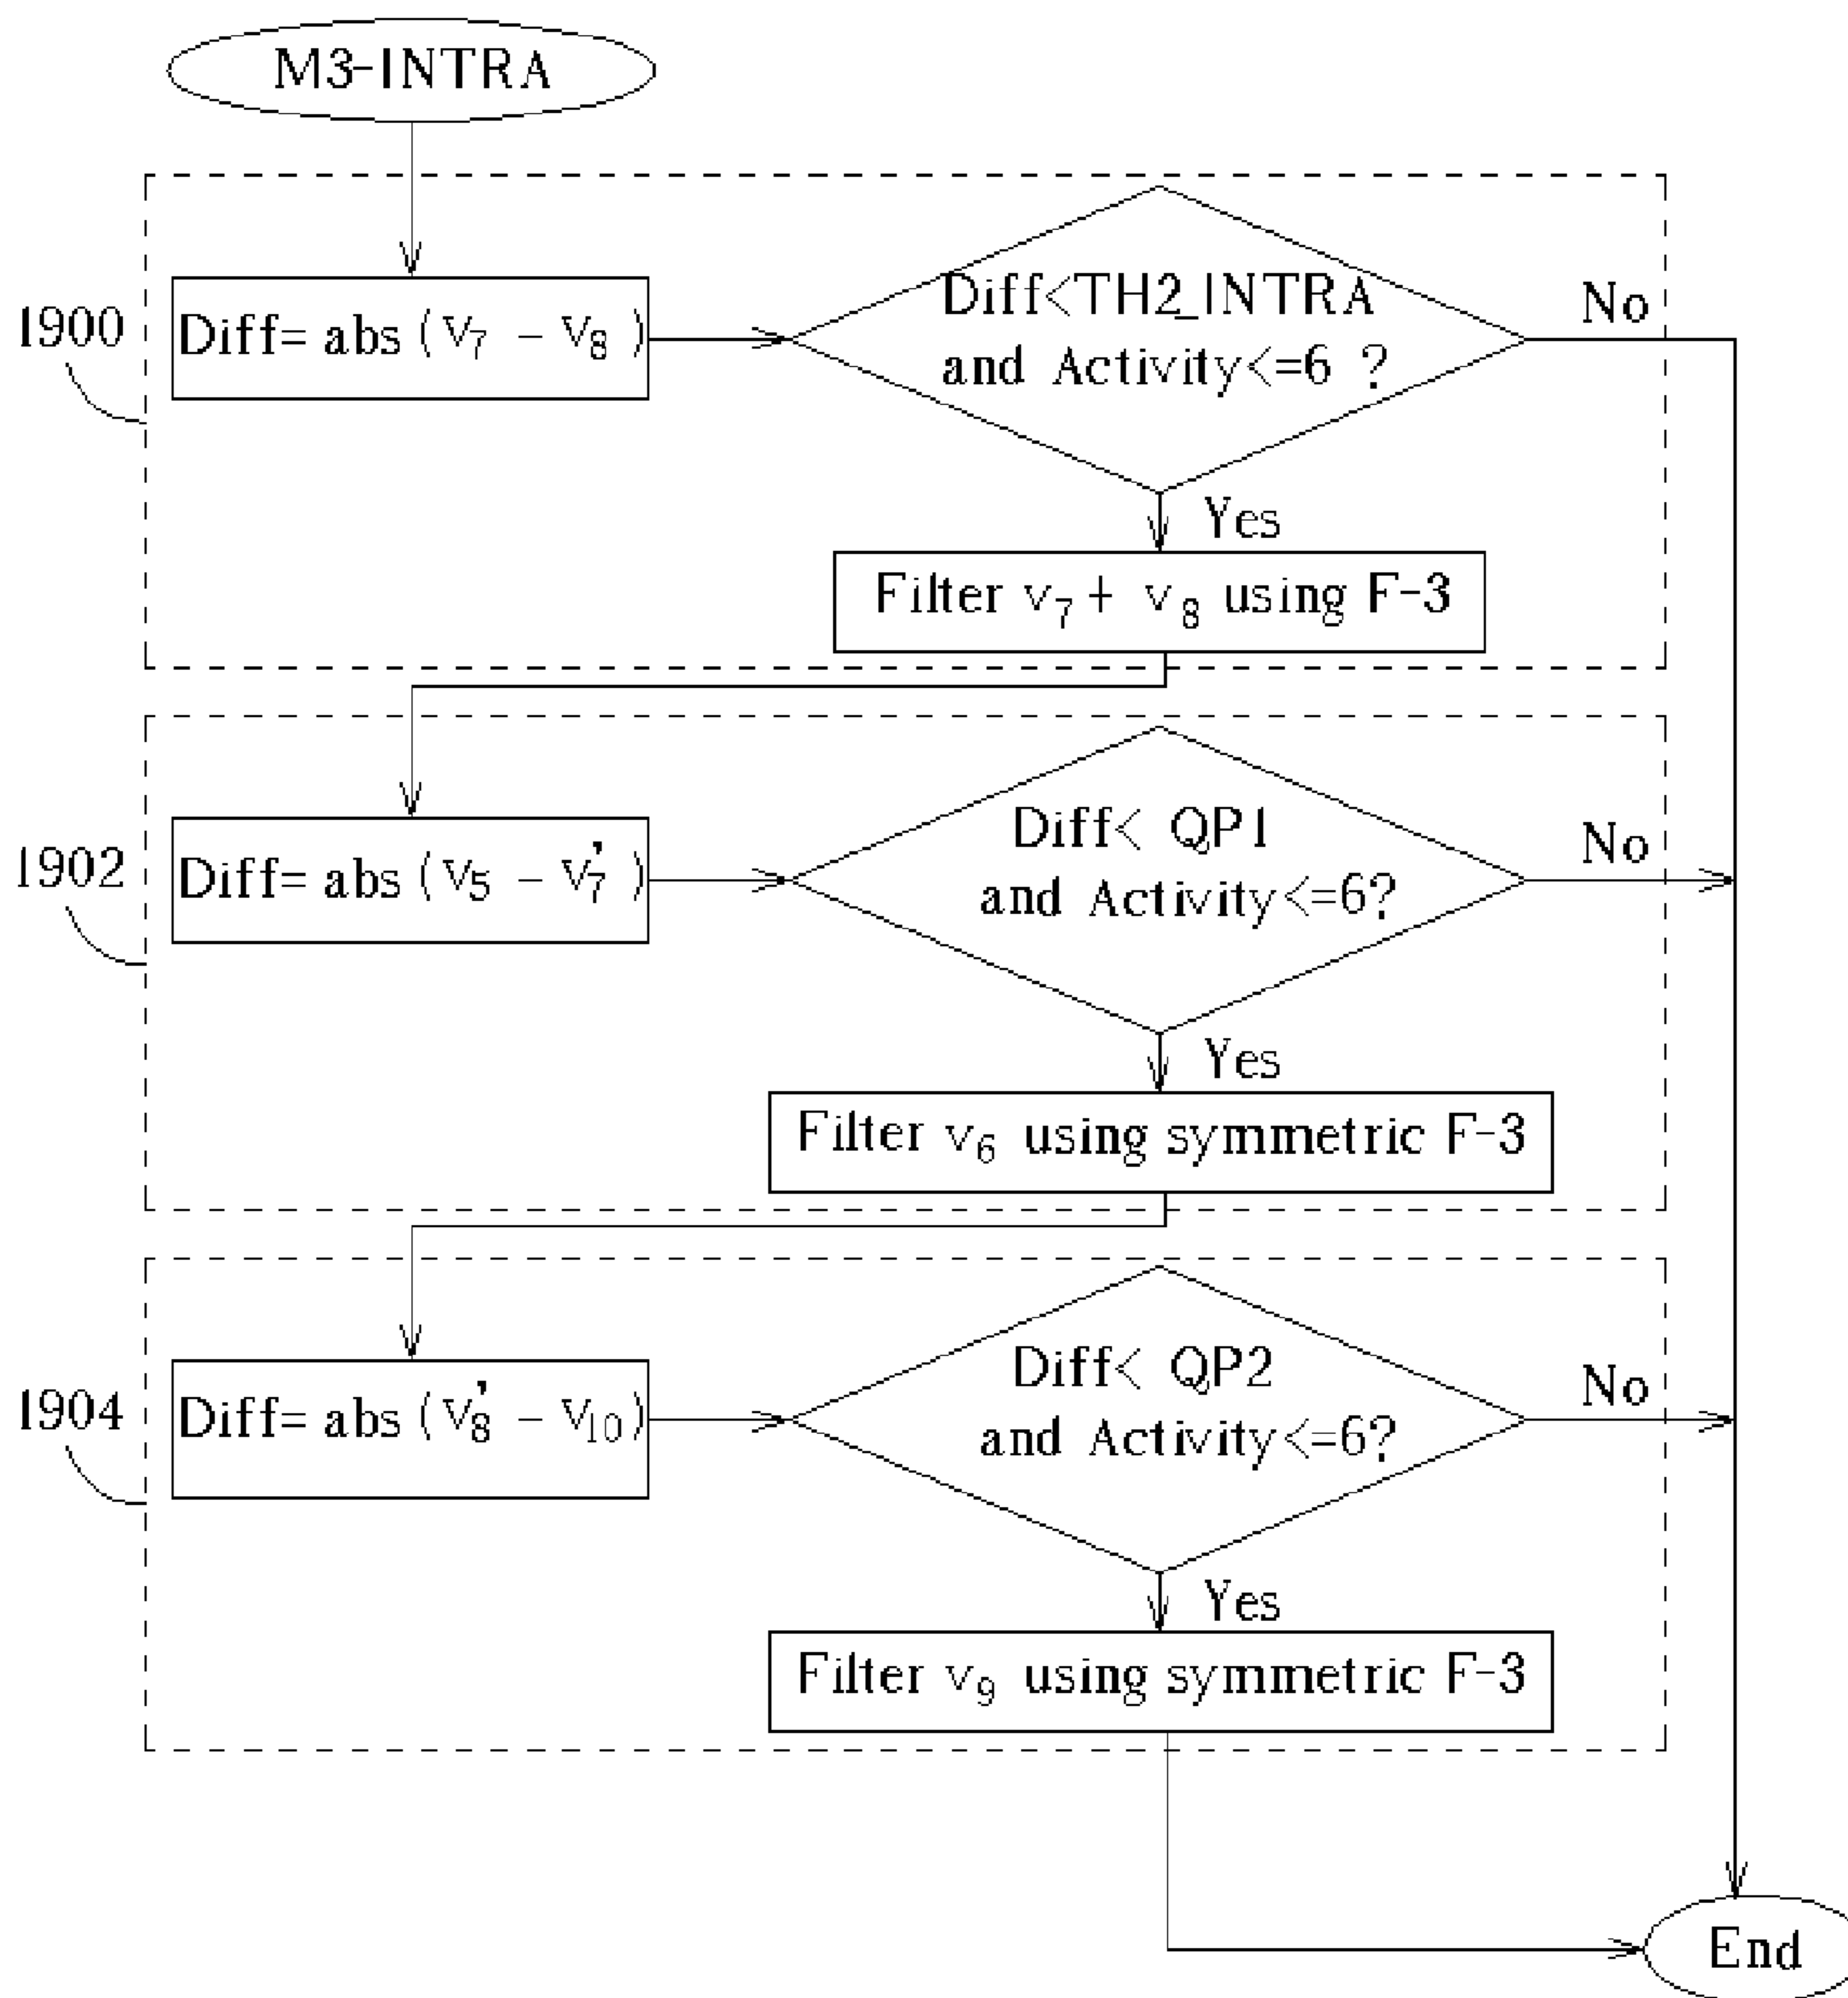 M3-INTRA
1900
Diff= abs (v₇ - v₈ )
Diff<TH2_INTRA
and Activity<=6 ?
No
Yes
Filter v₇+ v₈ using F-3
1902
Diff= abs (v₅ - v₇' )
Diff< QP1
and Activity<=6?
No
Yes
Filter v₆ using symmetric F-3
1904
Diff= abs (v₈' - v₁₀)
Diff< QP2
and Activity<=6?
No
Yes
Filter v₉ using symmetric F-3
End